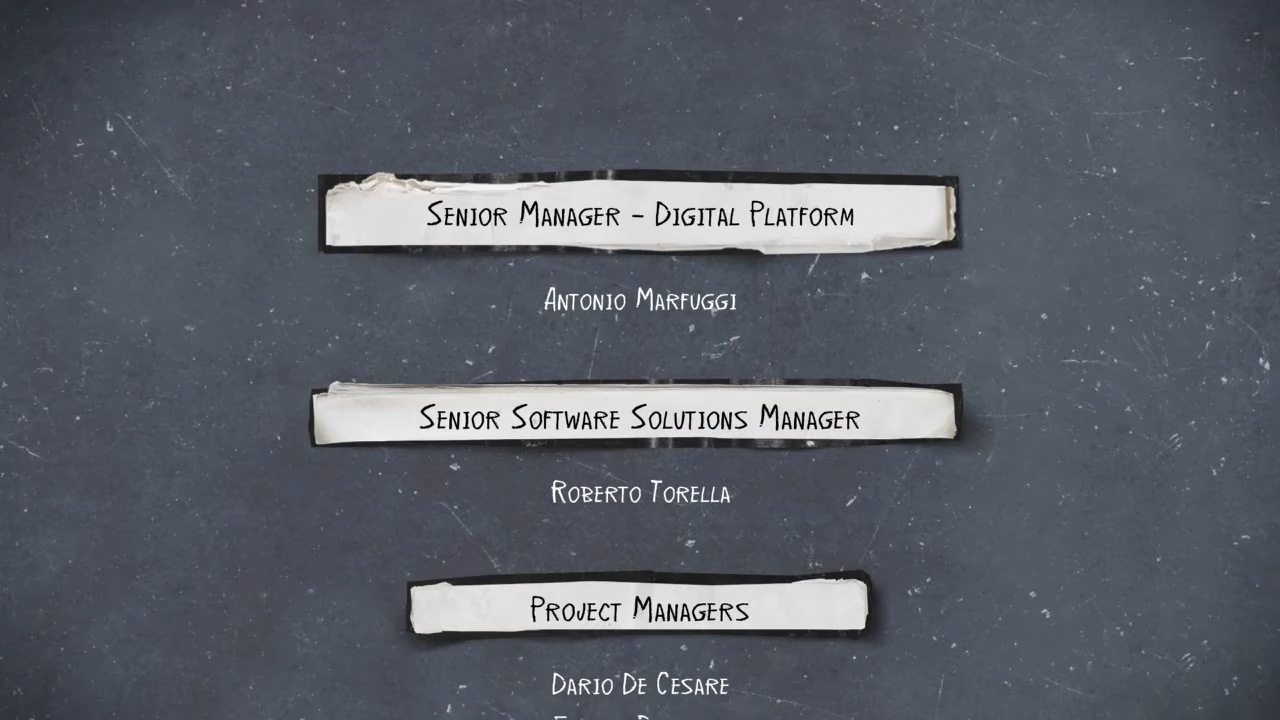 Senior Manager - Digital Platform
Antonio Marfuggi
Senior Software Solutions Manager
Roberto Torella
Project Managers
Dario De Cesare